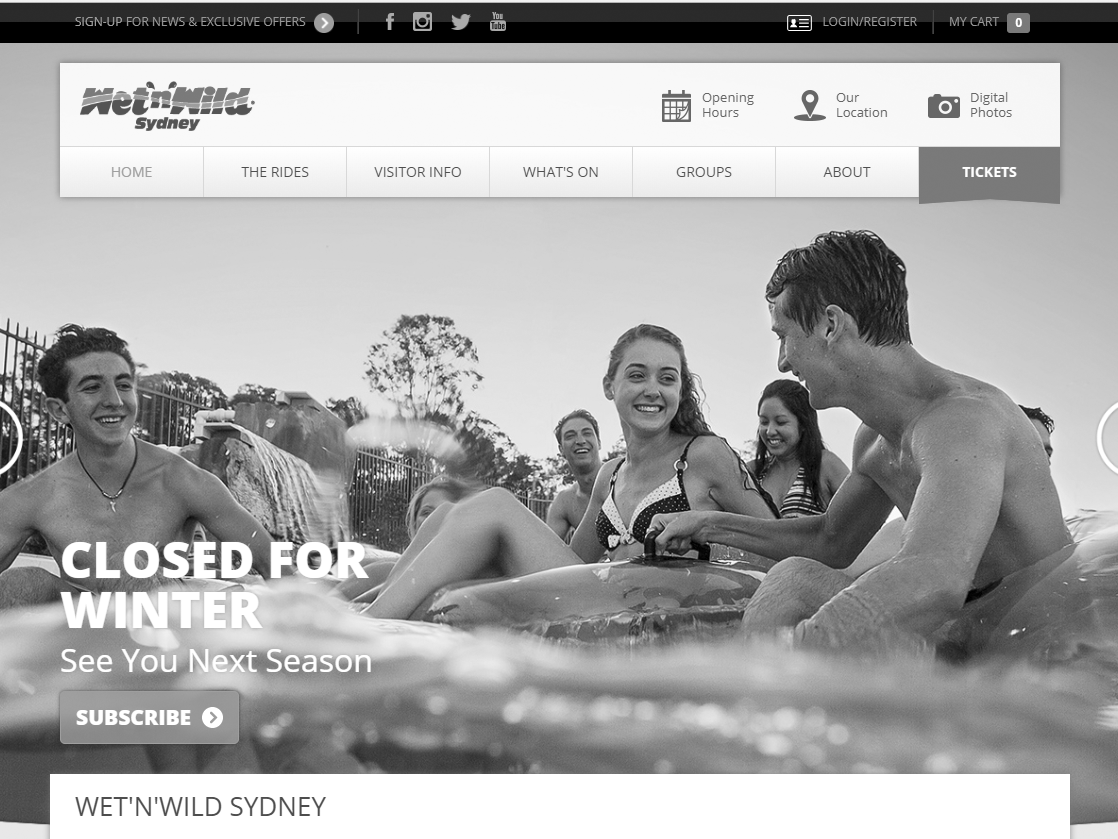 SIGN-UP FOR NEWS & EXCLUSIVE OFFERS
You
Tube
LOGIN/REGISTER
MY CART 0
Wet'n'Wild
Sydney
Opening
Hours
Our
Location
Digital
Photos
HOME
THE RIDES
VISITOR INFO
WHAT'S ON
GROUPS
ABOUT
TICKETS
CLOSED FOR
WINTER
See You Next Season
SUBSCRIBE
WET'N'WILD SYDNEY